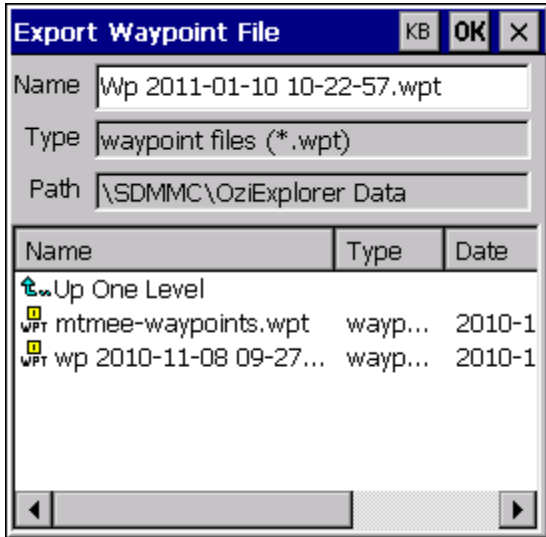 Export Waypoint File KB OK
Name Wp 2011-01-10 10-22-57.wpt
Type waypoint files (*.wpt)
Path \SDMMC\OziExplorer Data
Name Type Date
Up One Level
WPT mtmee-waypoints.wpt wayp... 2010-1
WPT wp 2010-11-08 09-27... wayp... 2010-1